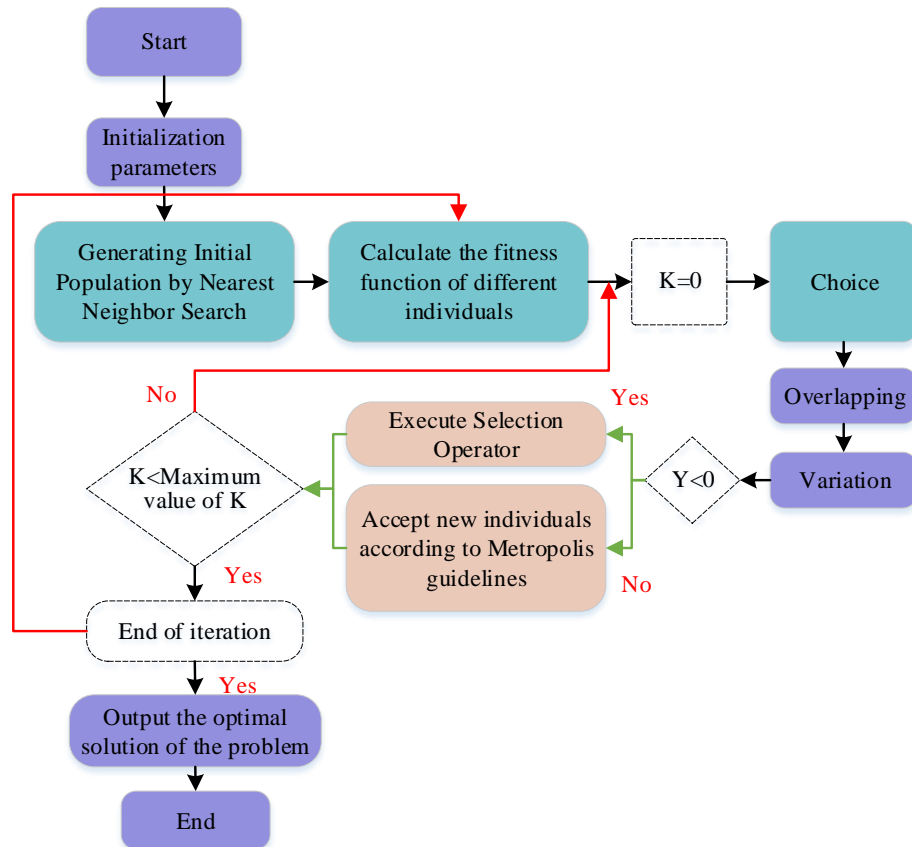 Start
Initialization
parameters
Generating Initial
Population by Nearest
Neighbor Search
Calculate the fitness
function of different
individuals
K=0
Choice
Overlapping
Variation
Y<0
Yes
Execute Selection
Operator
Accept new individuals
according to Metropolis
guidelines
No
No
K<Maximum
value of K
Yes
End of iteration
Yes
Output the optimal
solution of the problem
End